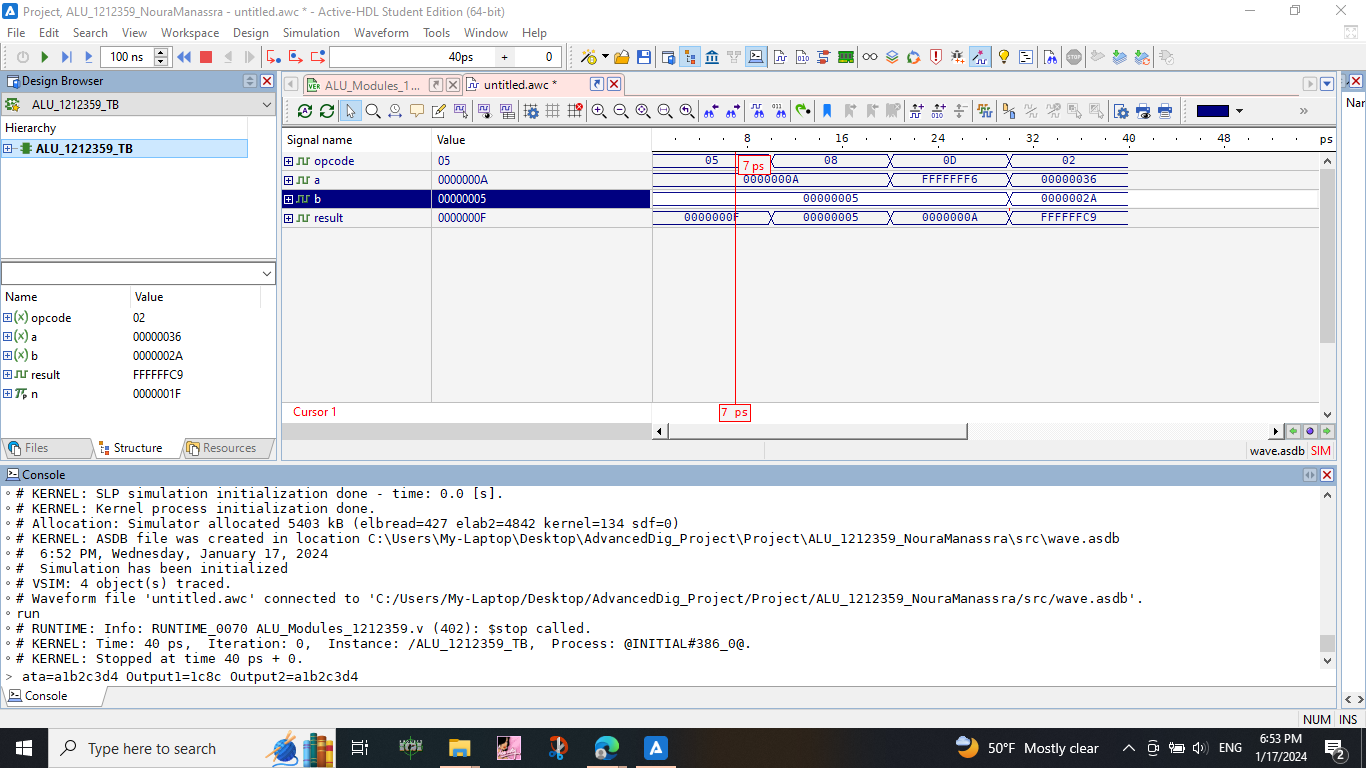 Project, ALU_1212359_NouraManassra - untitled.awc * - Active-HDL Student Edition (64-bit)
File Edit Search View Workspace Design Simulation Waveform Tools Window Help
100 ns 40ps + 0
Design Browser
ALU_1212359_TB
Hierarchy
ALU_1212359_TB
Name Value
opcode 02
a 00000036
b 0000002A
result FFFFFFC9
n 0000001F
Files Structure Resources
ALU_Modules_1... untitled.awc *
Signal name Value 8 16 24 32 40 48 ps
opcode 05 05 08 0D 02
7 ps
a 0000000A 0000000A FFFFFFF6 00000036
b 00000005 00000005 0000002A
result 0000000F 0000000F 00000005 0000000A FFFFFFC9
Cursor 1 7 ps
wave.asdb SIM
Nar
Console
# KERNEL: SLP simulation initialization done - time: 0.0 [s].
# KERNEL: Kernel process initialization done.
# Allocation: Simulator allocated 5403 kB (elbread=427 elab2=4842 kernel=134 sdf=0)
# KERNEL: ASDB file was created in location C:\Users\My-Laptop\Desktop\AdvancedDig_Project\Project\ALU_1212359_NouraManassra\src\wave.asdb
#  6:52 PM, Wednesday, January 17, 2024
#  Simulation has been initialized
# VSIM: 4 object(s) traced.
# Waveform file 'untitled.awc' connected to 'C:/Users/My-Laptop/Desktop/AdvancedDig_Project/Project/ALU_1212359_NouraManassra/src/wave.asdb'.
run
# RUNTIME: Info: RUNTIME_0070 ALU_Modules_1212359.v (402): $stop called.
# KERNEL: Time: 40 ps,  Iteration: 0,  Instance: /ALU_1212359_TB,  Process: @INITIAL#386_0@.
# KERNEL: Stopped at time 40 ps + 0.
> ata=a1b2c3d4 Output1=1c8c Output2=a1b2c3d4
Console
NUM INS
Type here to search
50°F Mostly clear
ENG
6:53 PM
1/17/2024
2